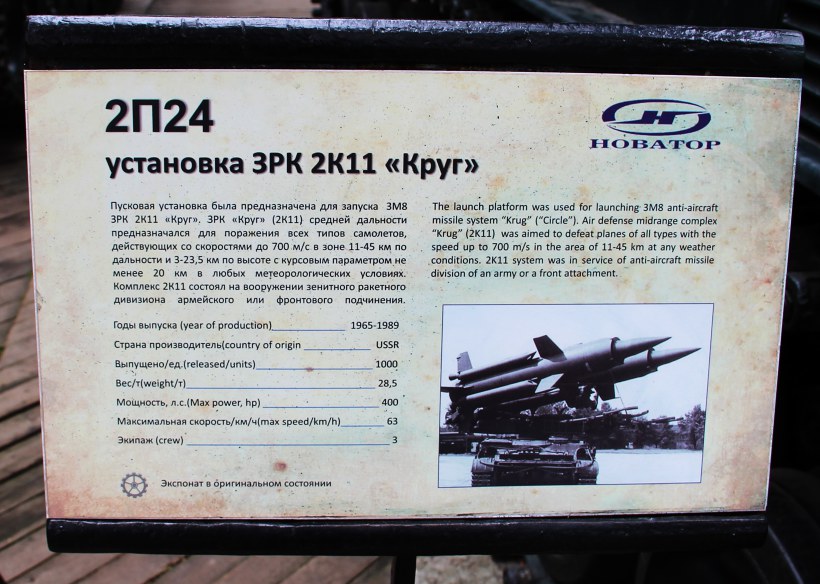 2П24
НОВАТОР
установка ЗРК 2К11 «Круг»
Пусковая установка была предназначена для запуска 3М8
ЗРК 2К11 «Круг». ЗРК «Круг» (2К11) средней дальности
предназначался для поражения всех типов самолетов,
действующих со скоростями до 700 м/с в зоне 11-45 км по
дальности и 3-23,5 км по высоте с курсовым параметром не
менее 20 км в любых метеорологических условиях.
Комплекс 2К11 состоял на вооружении зенитного ракетного
дивизиона армейского или фронтового подчинения.
The launch platform was used for launching 3M8 anti-aircraft
missile system "Krug" ("Circle"). Air defense midrange complex
"Krug" (2K11) was aimed to defeat planes of all types with the
speed up to 700 m/s in the area of 11-45 km at any weather
conditions. 2K11 system was in service of anti-aircraft missile
division of an army or a front attachment.
Годы выпуска (year of production) 1965-1989
Страна производитель(country of origin USSR
Выпущено/ед.(released/units) 1000
Вес/т(weight/т) 28,5
Мощность, л.с.(Max power, hp) 400
Максимальная скорость/км/ч(max speed/km/h) 63
Экипаж (crew) 3
Экспонат в оригинальном состоянии